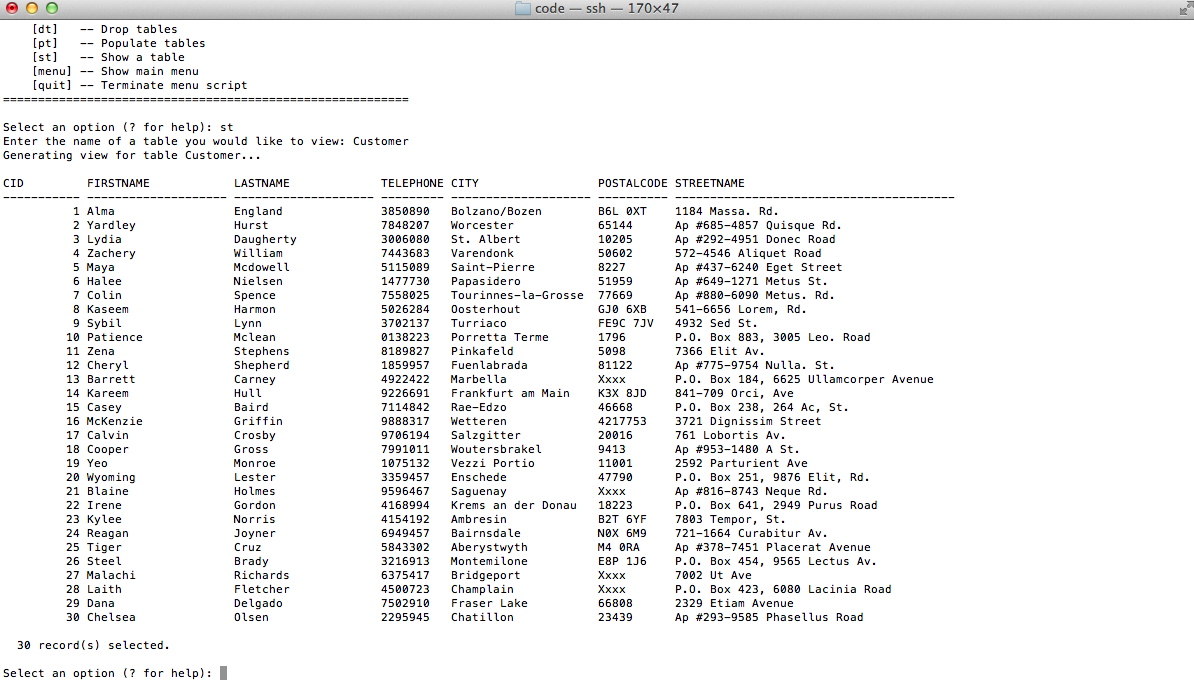 code — ssh — 170×47
[dt]   -- Drop tables
[pt]   -- Populate tables
[st]   -- Show a table
[menu] -- Show main menu
[quit] -- Terminate menu script
==========================================================
Select an option (? for help): st
Enter the name of a table you would like to view: Customer
Generating view for table Customer...
CID         FIRSTNAME            LASTNAME             TELEPHONE CITY                 POSTALCODE STREETNAME
----------- -------------------- -------------------- --------- -------------------- ---------- ----------------------------------------
          1 Alma                 England              3850890   Bolzano/Bozen        B6L 0XT    1184 Massa. Rd.
          2 Yardley              Hurst                7848207   Worcester            65144      Ap #685-4857 Quisque Rd.
          3 Lydia                Daugherty            3006080   St. Albert           10205      Ap #292-4951 Donec Road
          4 Zachery              William              7443683   Varendonk            50602      572-4546 Aliquet Road
          5 Maya                 Mcdowell             5115089   Saint-Pierre         8227       Ap #437-6240 Eget Street
          6 Halee                Nielsen              1477730   Papasidero           51959      Ap #649-1271 Metus St.
          7 Colin                Spence               7558025   Tourinnes-la-Grosse  77669      Ap #880-6090 Metus. Rd.
          8 Kaseem               Harmon               5026284   Oosterhout           GJ0 6XB    541-6656 Lorem, Rd.
          9 Sybil                Lynn                 3702137   Turriaco             FE9C 7JV   4932 Sed St.
         10 Patience             Mclean               0138223   Porretta Terme       1796       P.O. Box 883, 3005 Leo. Road
         11 Zena                 Stephens             8189827   Pinkafeld            5098       7366 Elit Av.
         12 Cheryl               Shepherd             1859957   Fuenlabrada          81122      Ap #775-9754 Nulla. St.
         13 Barrett              Carney               4922422   Marbella             Xxxx       P.O. Box 184, 6625 Ullamcorper Avenue
         14 Kareem               Hull                 9226691   Frankfurt am Main    K3X 8JD    841-709 Orci, Ave
         15 Casey                Baird                7114842   Rae-Edzo             46668      P.O. Box 238, 264 Ac, St.
         16 McKenzie             Griffin              9888317   Wetteren             4217753    3721 Dignissim Street
         17 Calvin               Crosby               9706194   Salzgitter           20016      761 Lobortis Av.
         18 Cooper               Gross                7991011   Woutersbrakel        9413       Ap #953-1480 A St.
         19 Yeo                  Monroe               1075132   Vezzi Portio         11001      2592 Parturient Ave
         20 Wyoming              Lester               3359457   Enschede             47790      P.O. Box 251, 9876 Elit, Rd.
         21 Blaine               Holmes               9596467   Saguenay             Xxxx       Ap #816-8743 Neque Rd.
         22 Irene                Gordon               4168994   Krems an der Donau   18223      P.O. Box 641, 2949 Purus Road
         23 Kylee                Norris               4154192   Ambresin             B2T 6YF    7803 Tempor, St.
         24 Reagan               Joyner               6949457   Bairnsdale           N0X 6M9    721-1664 Curabitur Av.
         25 Tiger                Cruz                 5843302   Aberystwyth          M4 0RA     Ap #378-7451 Placerat Avenue
         26 Steel                Brady                3216913   Montemilone          E8P 1J6    P.O. Box 454, 9565 Lectus Av.
         27 Malachi              Richards             6375417   Bridgeport           Xxxx       7002 Ut Ave
         28 Laith                Fletcher             4500723   Champlain            Xxxx       P.O. Box 423, 6080 Lacinia Road
         29 Dana                 Delgado              7502910   Fraser Lake          66808      2329 Etiam Avenue
         30 Chelsea              Olsen                2295945   Chatillon            23439      Ap #293-9585 Phasellus Road
  30 record(s) selected.
Select an option (? for help):